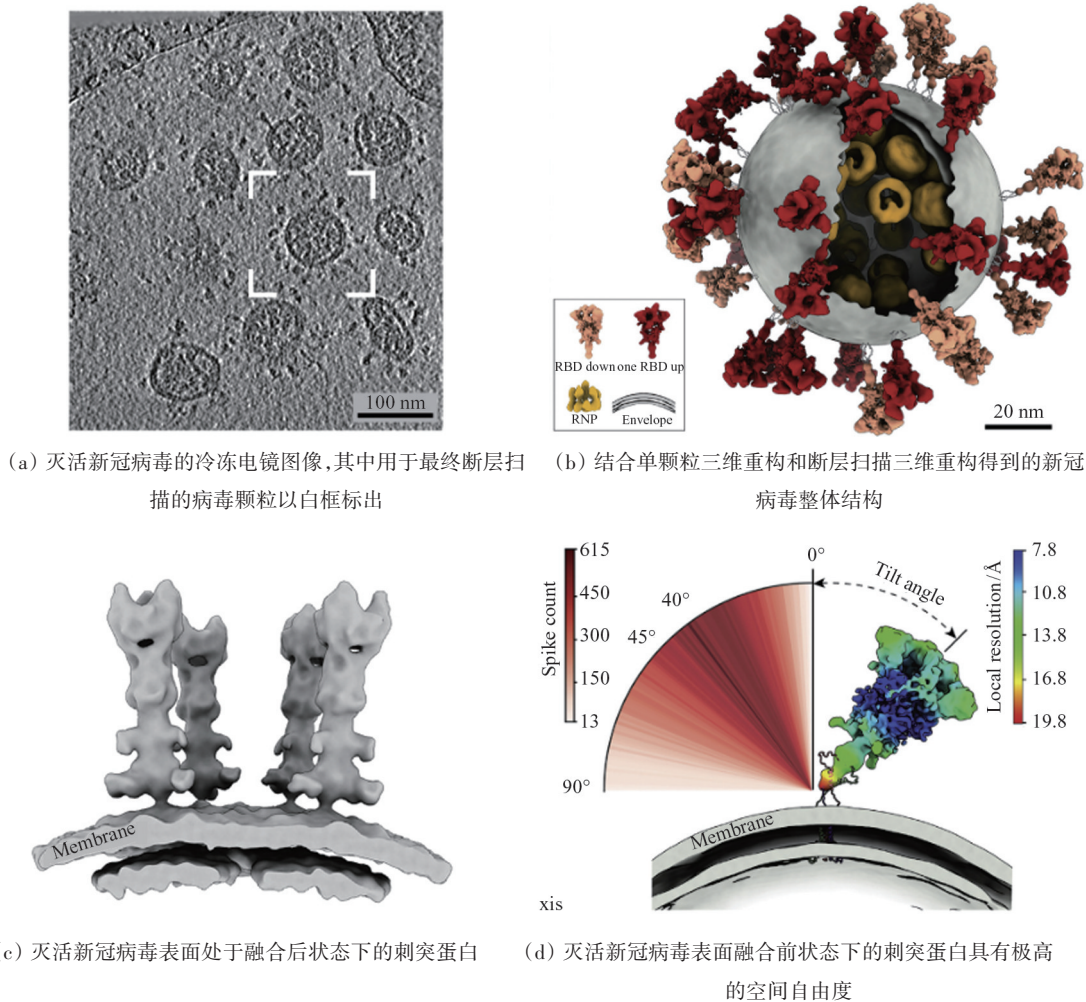 100 nm
RBD down one RBD up
RNP Envelope
20 nm
(a) 灭活新冠病毒的冷冻电镜图像,其中用于最终断层扫
描的病毒颗粒以白框标出
(b) 结合单颗粒三维重构和断层扫描三维重构得到的新冠
病毒整体结构
Membrane
Spike count
615
450
300
150
13
0°
40°
45°
90°
Tilt angle
Local resolution/Å
7.8
10.8
13.8
16.8
19.8
Membrane
xis
c) 灭活新冠病毒表面处于融合后状态下的刺突蛋白
(d) 灭活新冠病毒表面融合前状态下的刺突蛋白具有极高
的空间自由度